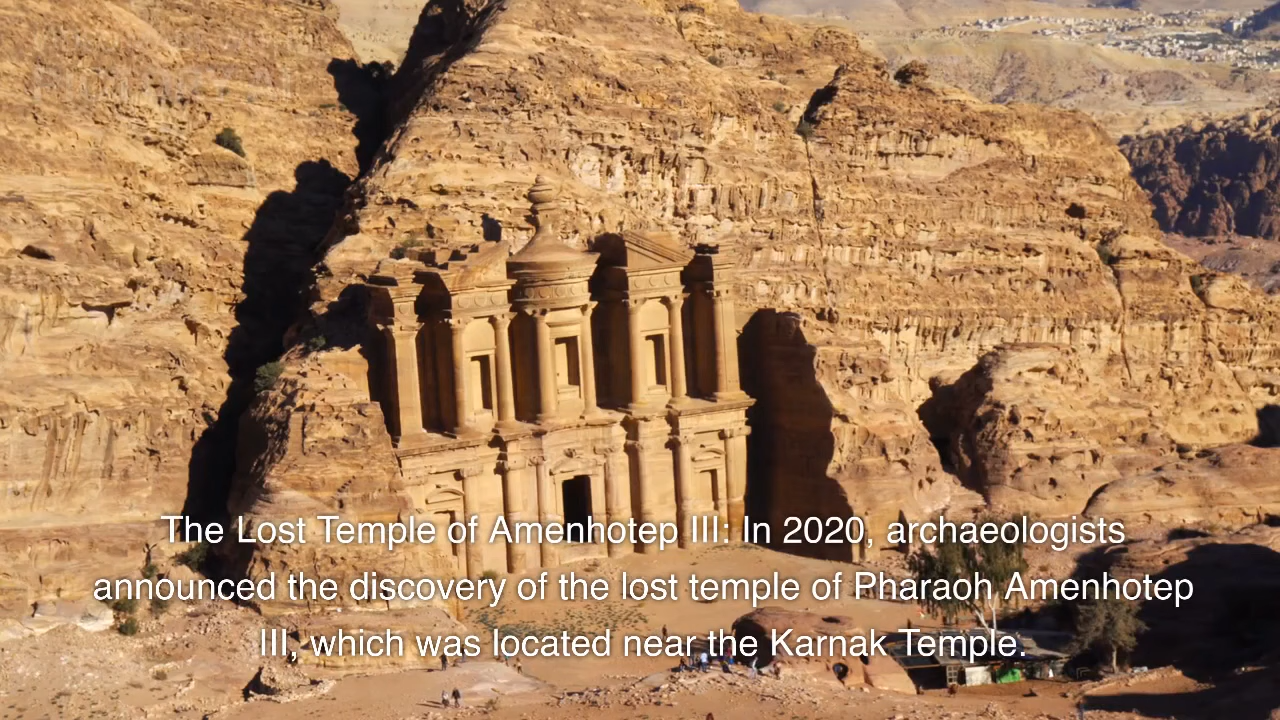 The Lost Temple of Amenhotep III: In 2020, archaeologists
announced the discovery of the lost temple of Pharaoh Amenhotep
III, which was located near the Karnak Temple.